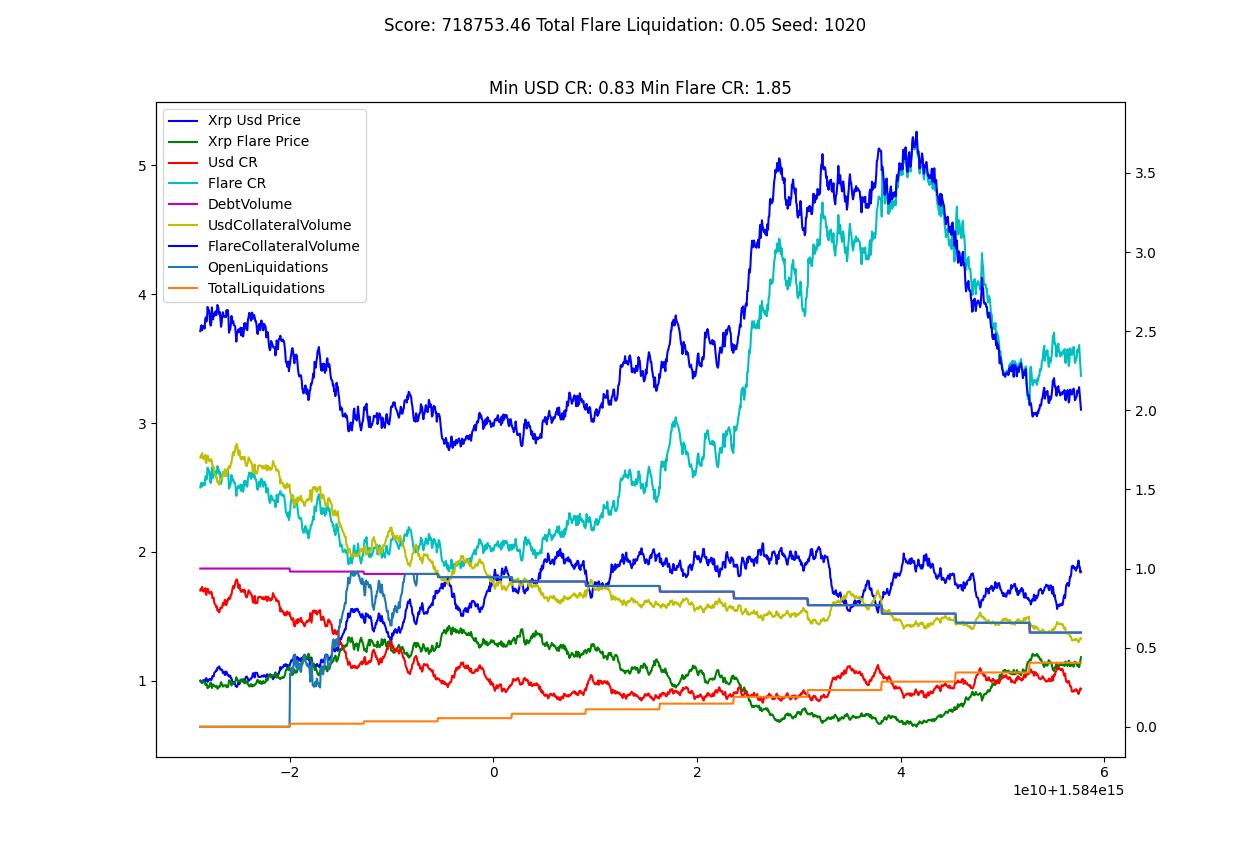 Score: 718753.46 Total Flare Liquidation: 0.05 Seed: 1020
Min USD CR: 0.83 Min Flare CR: 1.85
Xrp Usd Price
Xrp Flare Price
Usd CR
Flare CR
DebtVolume
UsdCollateralVolume
FlareCollateralVolume
OpenLiquidations
TotalLiquidations
5
4
3
2
1
3.5
3.0
2.5
2.0
1.5
1.0
0.5
0.0
−2
0
2
4
6
1e10+1.584e15